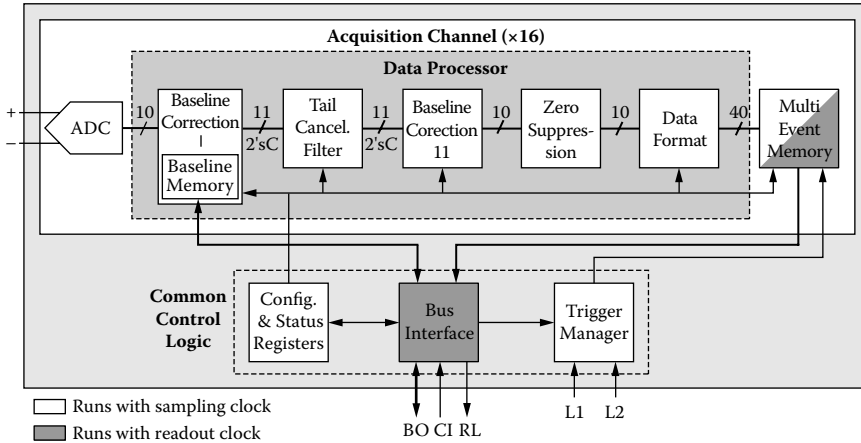 Acquisition Channel (×16)
Data Processor
+
−
ADC
10
Baseline
Correction
I
Baseline
Memory
11
2'sC
Tail
Cancel.
Filter
11
2'sC
Baseline
Corection
11
10
Zero
Suppres-
sion
10
Data
Format
40
Multi
Event
Memory
Common
Control
Logic
Config.
& Status
Registers
Bus
Interface
Trigger
Manager
BO CI RL
L1 L2
Runs with sampling clock
Runs with readout clock